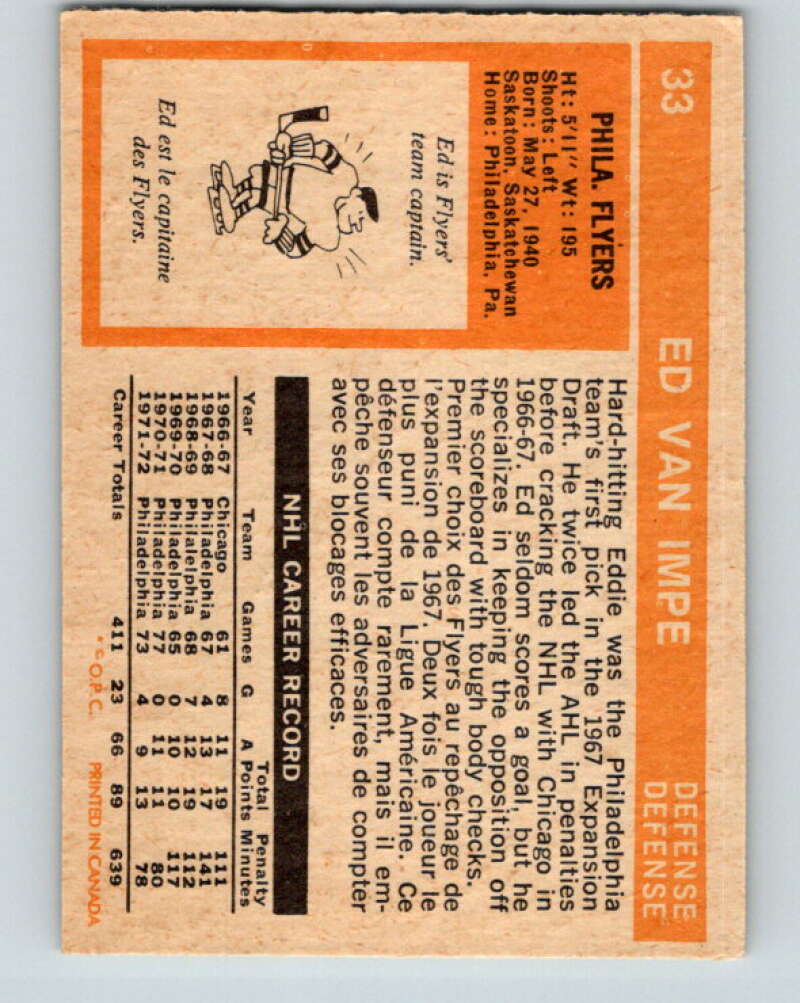 33 ED VAN IMPE DEFENSE
DEFENSE
PHILA. FLYERS
Ht: 5'11" Wt: 195
Shoots: Left
Born: May 27, 1940
Saskatoon, Saskatchewan
Home: Philadelphia, Pa.
Ed is Flyers'
team captain.
Ed est le capitaine
des Flyers.
Hard-hitting Eddie was the Philadelphia
team's first pick in the 1967 Expansion
Draft. He twice led the AHL in penalties
before cracking the NHL with Chicago in
1966-67. Ed seldom scores a goal, but he
specializes in keeping the opposition off
the scoreboard with tough body checks.
Premier choix des Flyers au repêchage de
l'expansion de 1967. Deux fois le joueur le
plus puni de la Ligue Américaine. Ce
défenseur compte rarement, mais il em-
pêche souvent les adversaires de compter
avec ses blocages efficaces.
NHL CAREER RECORD
Total Penalty
Year Team Games G A Points Minutes
1966-67 Chicago 61 8 11 19 111
1967-68 Philadelphia 67 4 13 17 141
1968-69 Philalelphia 68 7 12 19 112
1969-70 Philadelphia 65 0 10 10 117
1970-71 Philadelphia 77 0 11 11 80
1971-72 Philadelphia 73 4 9 13 78
Career Totals 411 23 66 89 639
*© O.P.C. PRINTED IN CANADA